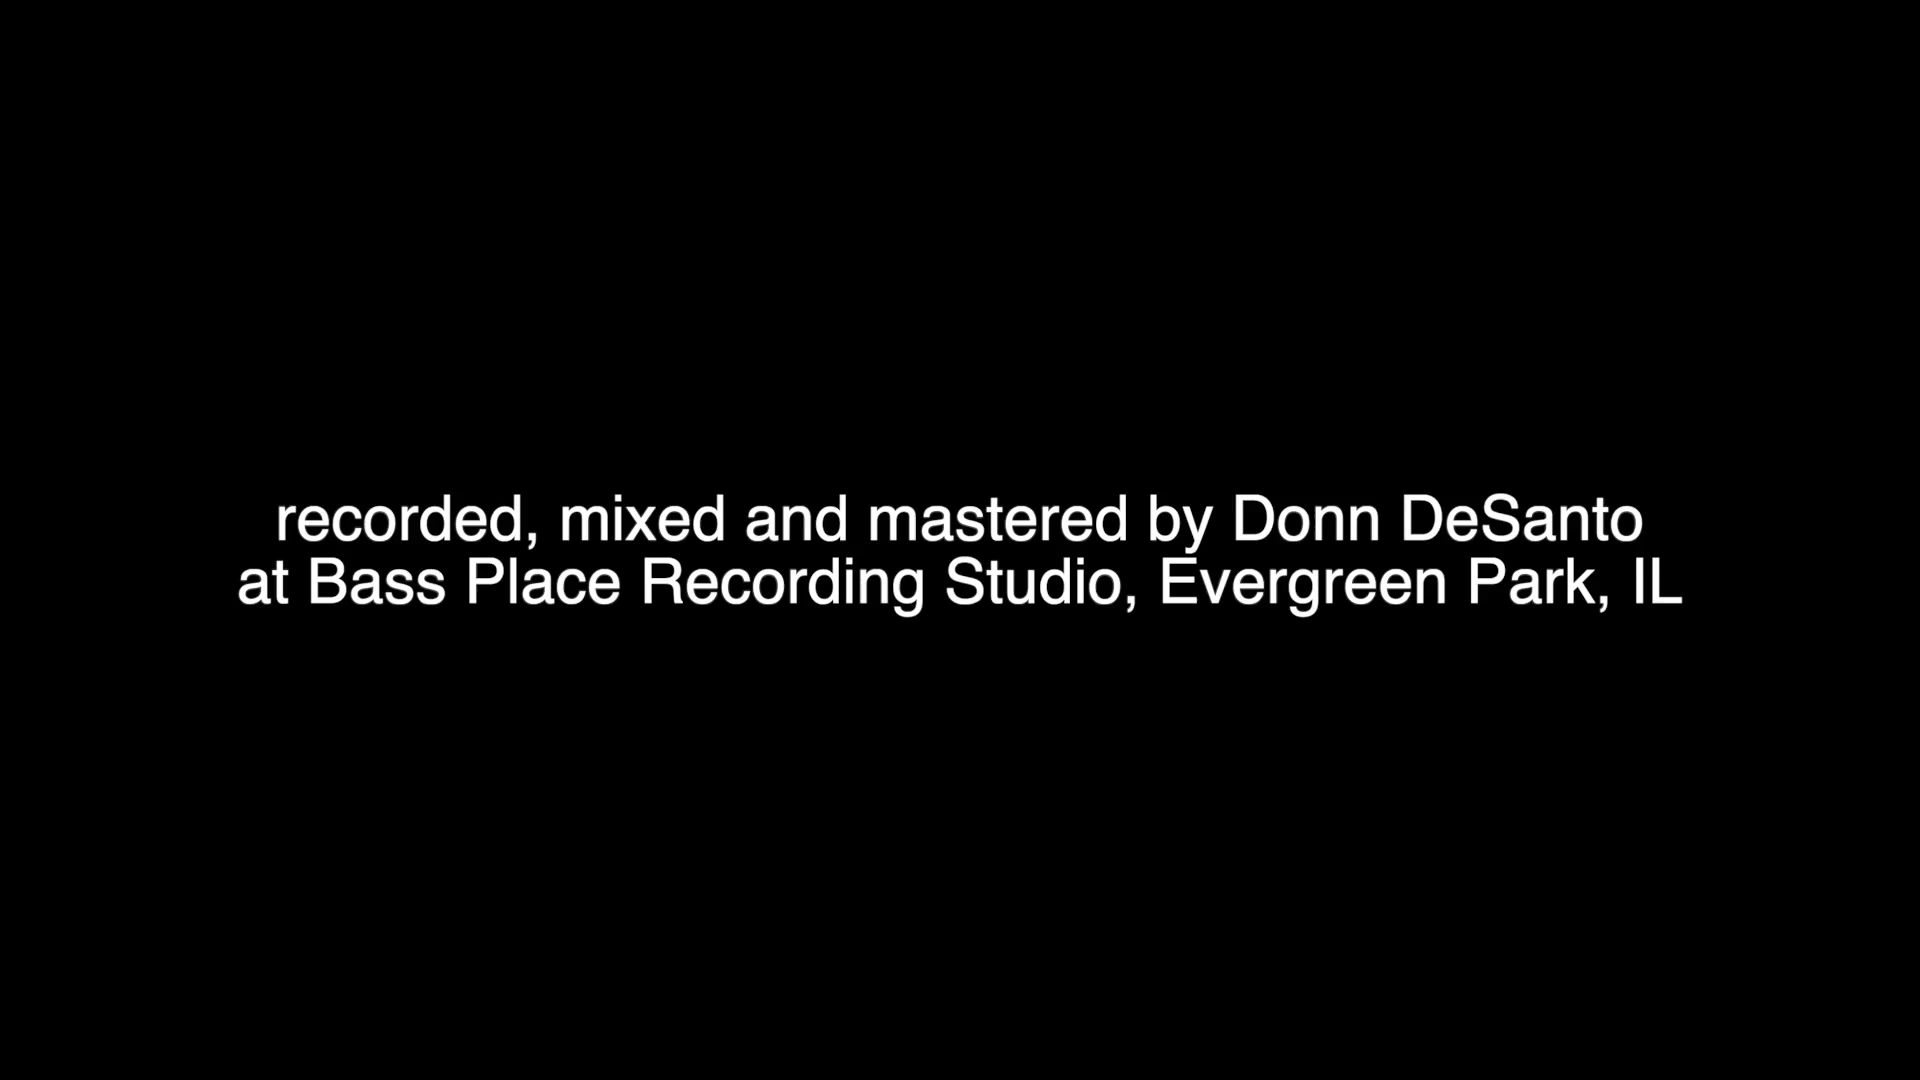 recorded, mixed and mastered by Donn DeSanto
at Bass Place Recording Studio, Evergreen Park, IL